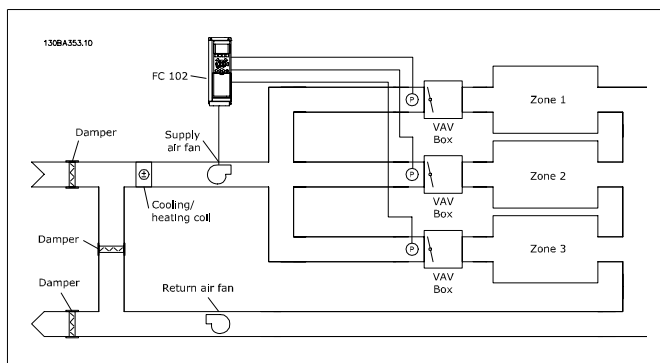 130BA353.10
FC 102
Damper
Supply
air fan
Cooling/
heating coil
Damper
Damper
Return air fan
P
VAV
Box
Zone 1
P
VAV
Box
Zone 2
P
VAV
Box
Zone 3